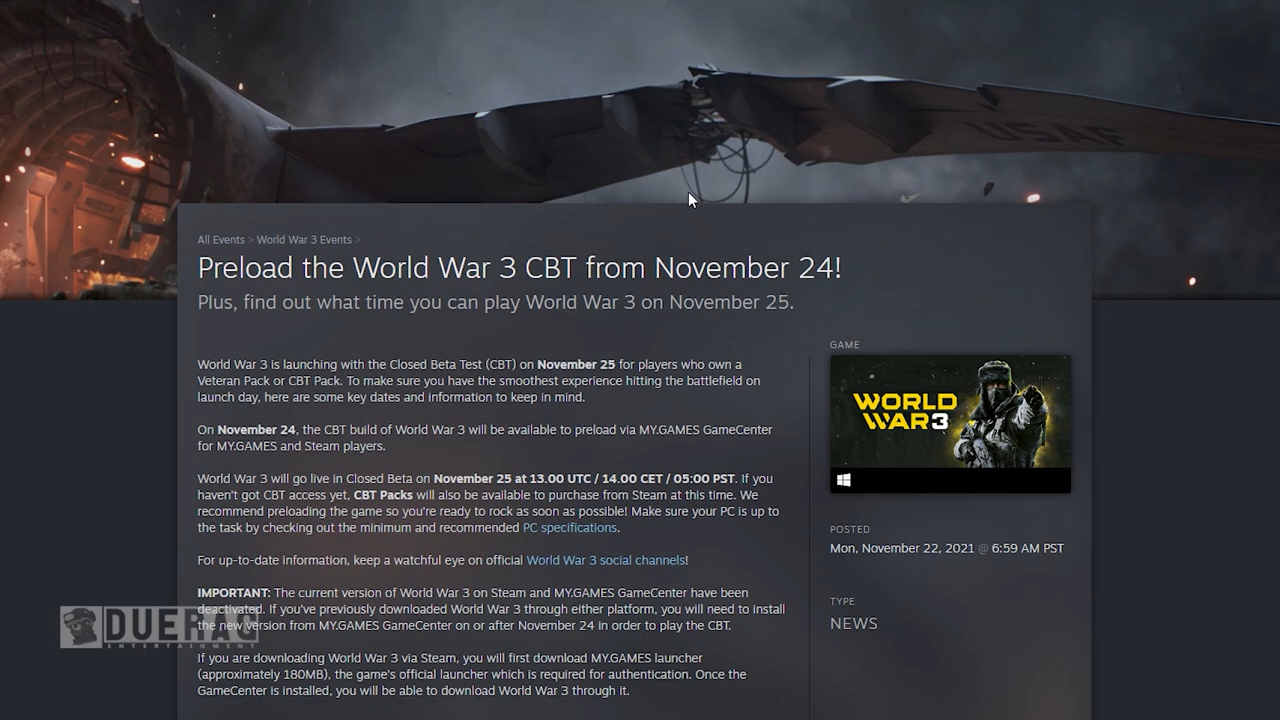 USAF
All Events > World War 3 Events >
Preload the World War 3 CBT from November 24!
Plus, find out what time you can play World War 3 on November 25.
World War 3 is launching with the Closed Beta Test (CBT) on November 25 for players who own a
Veteran Pack or CBT Pack. To make sure you have the smoothest experience hitting the battlefield on
launch day, here are some key dates and information to keep in mind.
On November 24, the CBT build of World War 3 will be available to preload via MY.GAMES GameCenter
for MY.GAMES and Steam players.
World War 3 will go live in Closed Beta on November 25 at 13.00 UTC / 14.00 CET / 05:00 PST. If you
haven't got CBT access yet, CBT Packs will also be available to purchase from Steam at this time. We
recommend preloading the game so you're ready to rock as soon as possible! Make sure your PC is up to
the task by checking out the minimum and recommended PC specifications.
For up-to-date information, keep a watchful eye on official World War 3 social channels!
IMPORTANT: The current version of World War 3 on Steam and MY.GAMES GameCenter have been
deactivated. If you've previously downloaded World War 3 through either platform, you will need to install
the new version from MY.GAMES GameCenter on or after November 24 in order to play the CBT.
If you are downloading World War 3 via Steam, you will first download MY.GAMES launcher
(approximately 180MB), the game's official launcher which is required for authentication. Once the
GameCenter is installed, you will be able to download World War 3 through it.
GAME
WORLD
WAR3
POSTED
Mon, November 22, 2021 @ 6:59 AM PST
TYPE
NEWS
DUERAG
ENTERTAINMENT